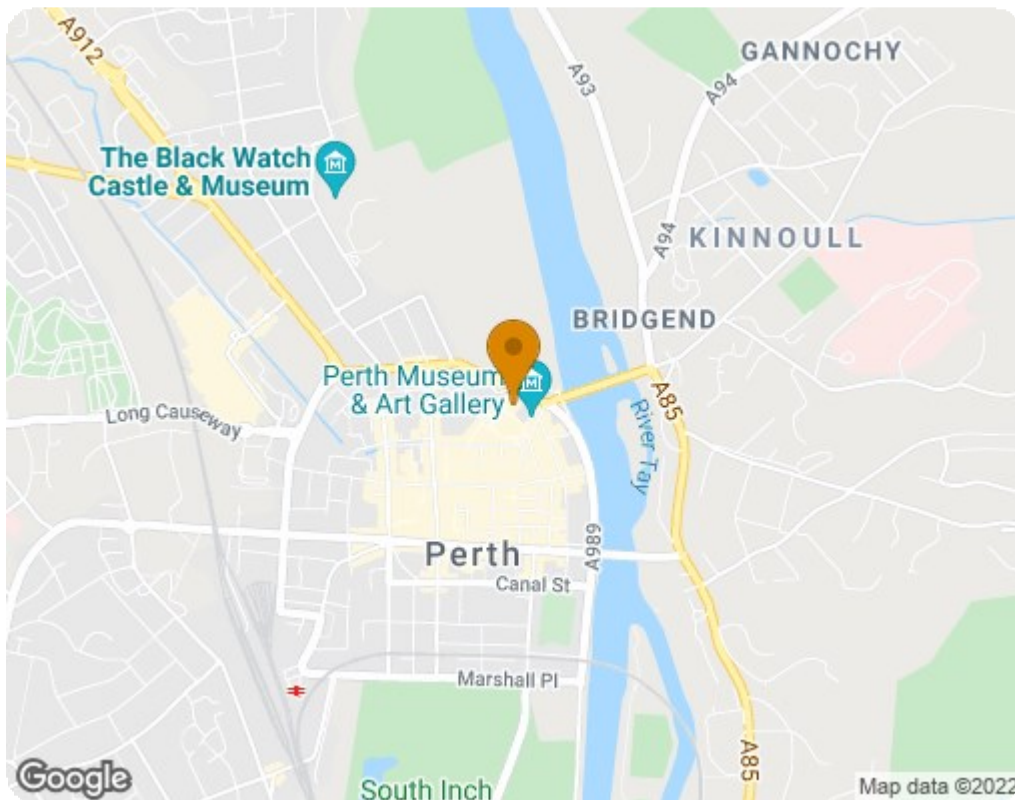 A912
GANNOCHY
A93
A94
The Black Watch
Castle & Museum
A94
KINNOULL
BRIDGEND
Perth Museum
& Art Gallery
A85
Long Causeway
River Tay
A989
Perth
Canal St
Marshall Pl
A85
South Inch
Google
Map data ©2022